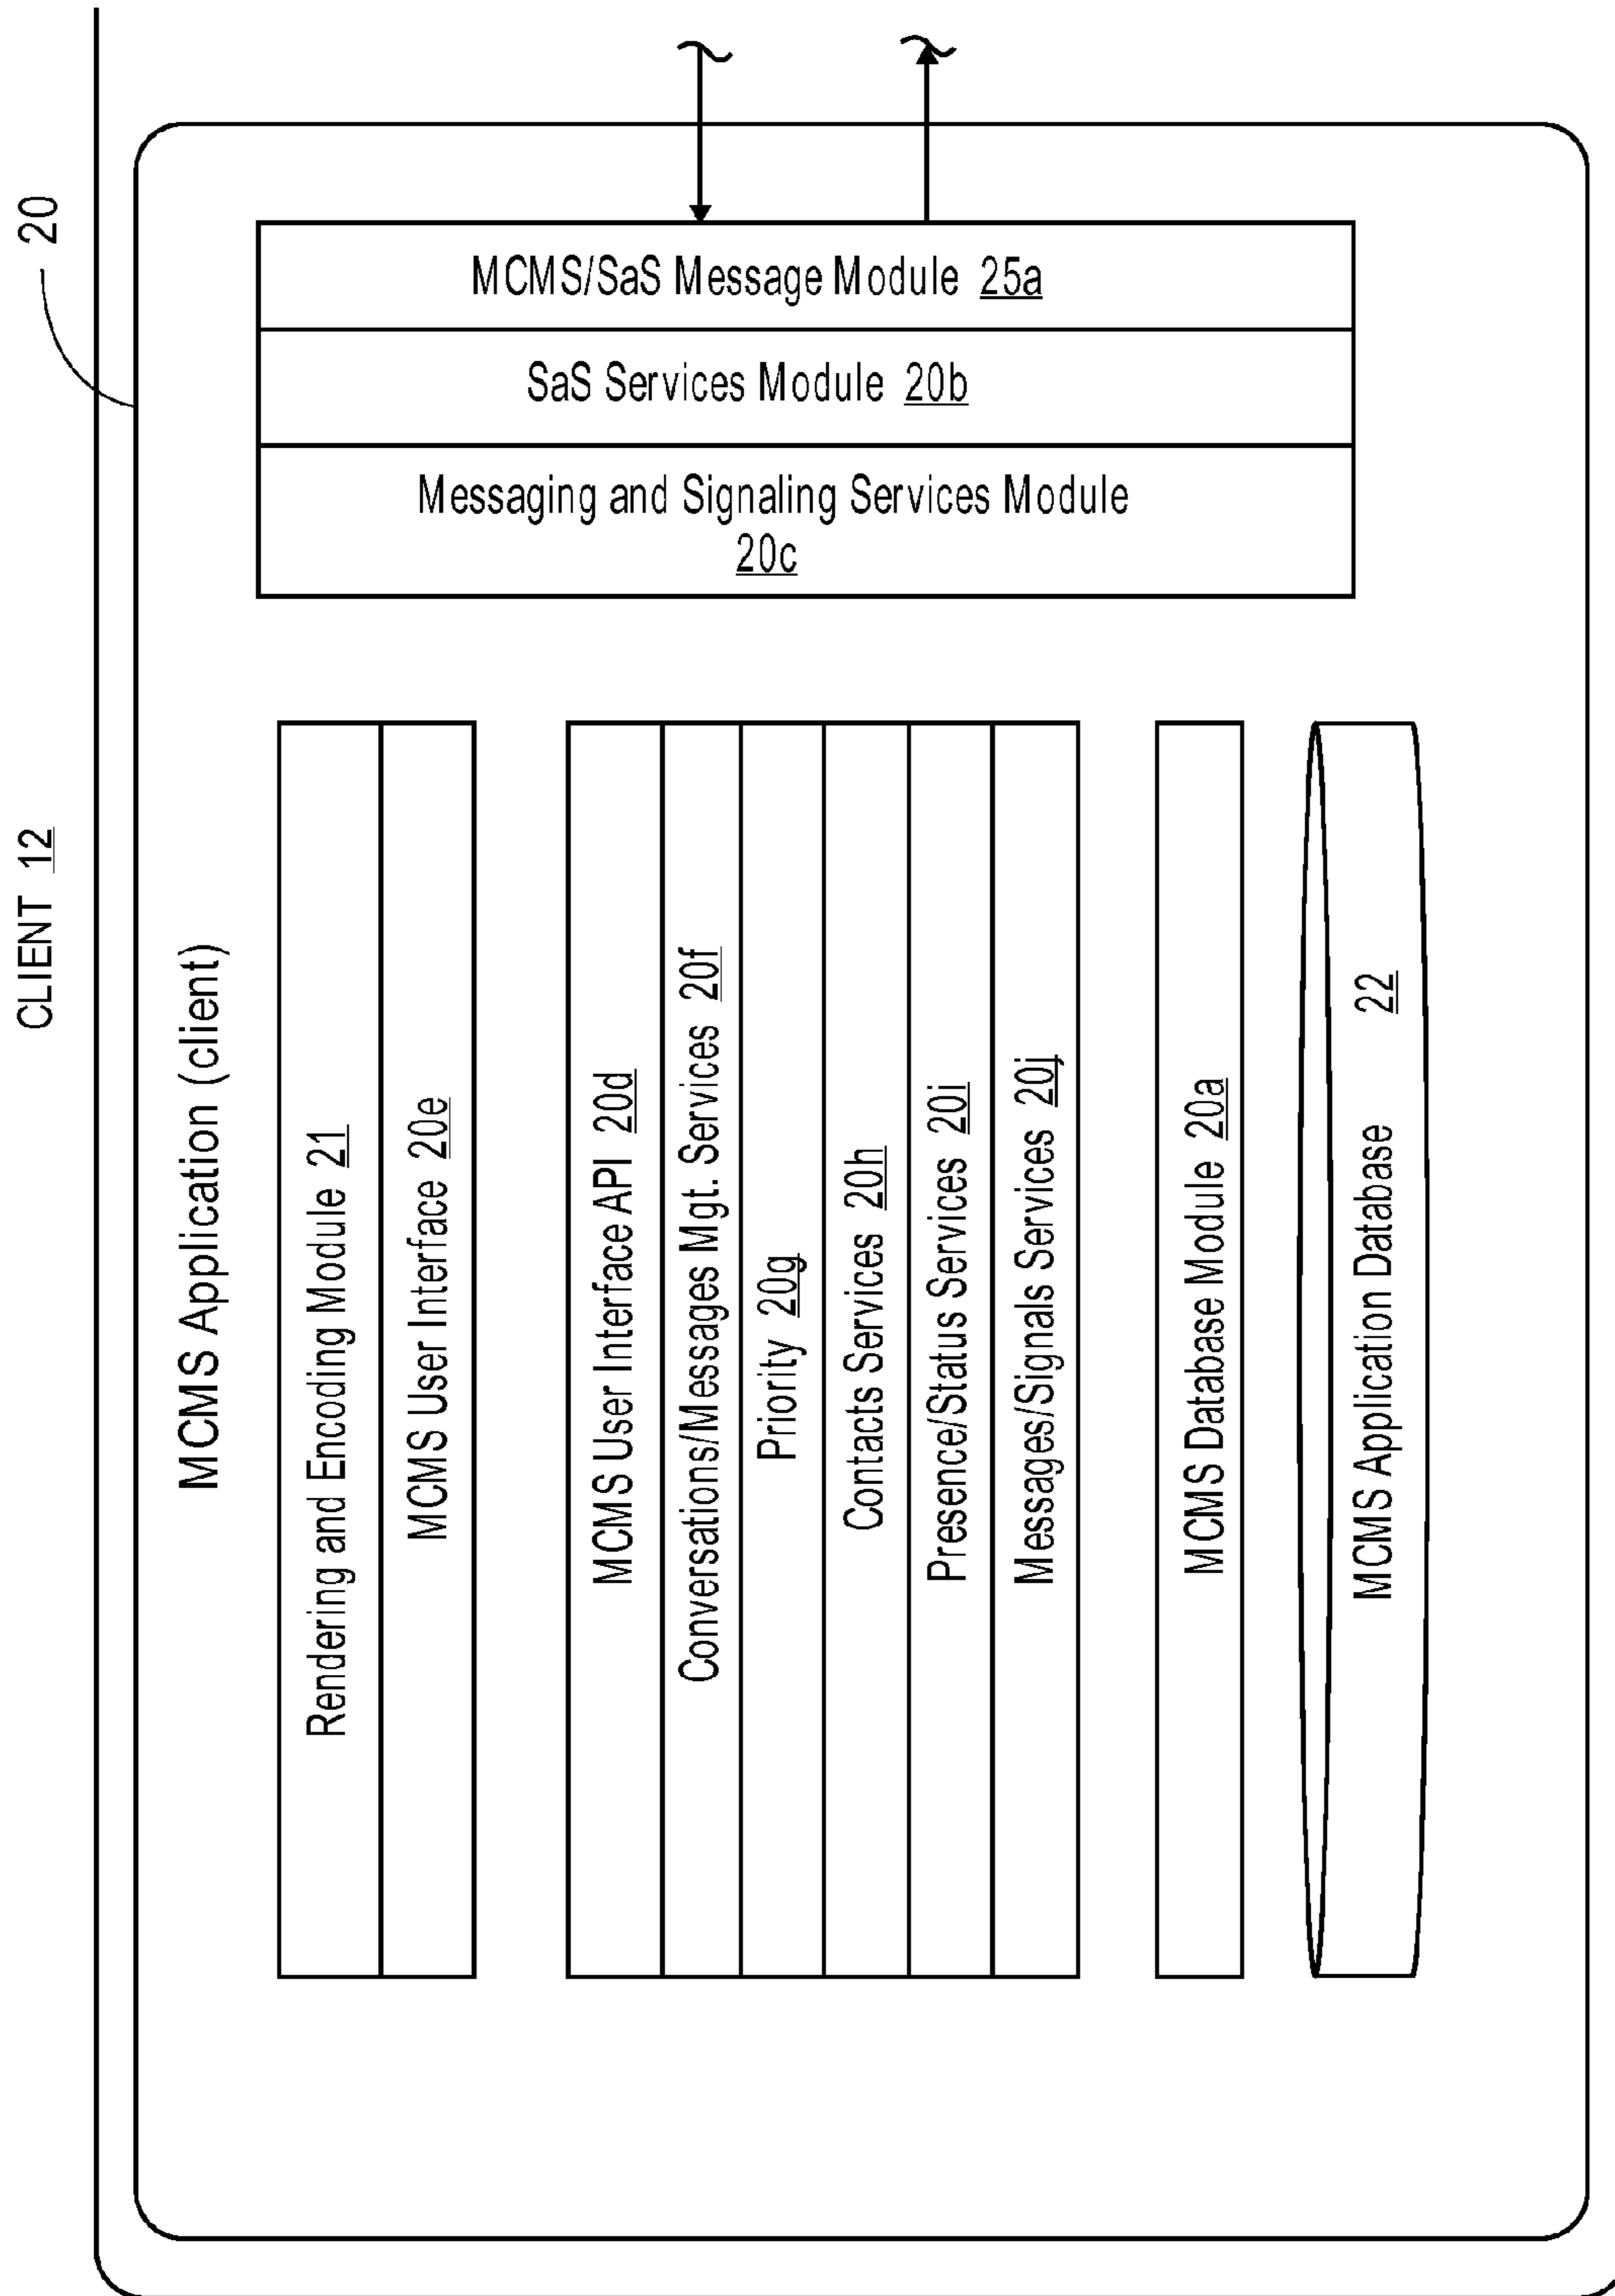 CLIENT 12
20
MCMS Application (client)
Rendering and Encoding Module 21
MCMS User Interface 20e
MCMS User Interface API 20d
Conversations/Messages Mgt. Services 20f
Priority 20g
Contacts Services 20h
Presence/Status Services 20i
Messages/Signals Services 20j
MCMS Database Module 20a
MCMS Application Database 22
MCMS/SaS Message Module 25a
SaS Services Module 20b
Messaging and Signaling Services Module
20c